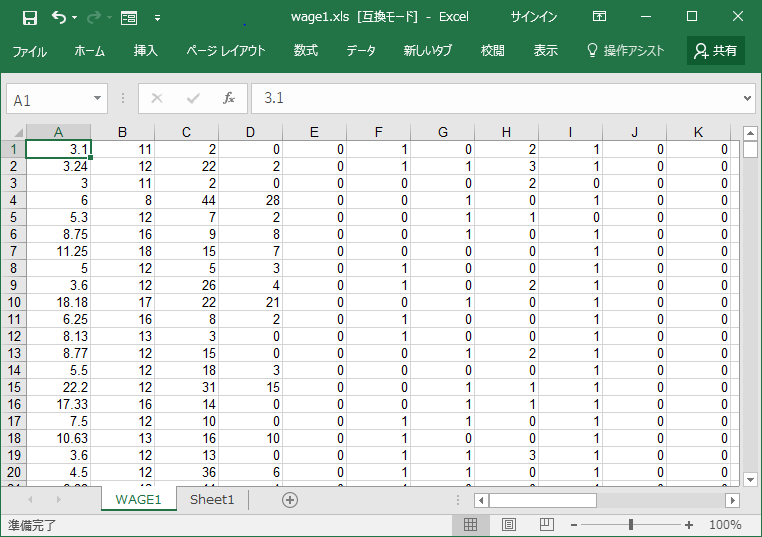 wage1.xls [互換モード] - Excel サインイン
ファイル ホーム 挿入 ページ レイアウト 数式 データ 新しいタブ 校閲 表示 操作アシスト 共有
A1 fx 3.1
A B C D E F G H I J K
1 3.1 11 2 0 0 1 0 2 1 0 0
2 3.24 12 22 2 0 1 1 3 1 0 0
3 3 11 2 0 0 0 0 2 0 0 0
4 6 8 44 28 0 0 1 0 1 0 0
5 5.3 12 7 2 0 0 1 1 0 0 0
6 8.75 16 9 8 0 0 1 0 1 0 0
7 11.25 18 15 7 0 0 0 0 1 0 0
8 5 12 5 3 0 1 0 0 1 0 0
9 3.6 12 26 4 0 1 0 2 1 0 0
10 18.18 17 22 21 0 0 1 0 1 0 0
11 6.25 16 8 2 0 1 0 0 1 0 0
12 8.13 13 3 0 0 1 0 0 1 0 0
13 8.77 12 15 0 0 0 1 2 1 0 0
14 5.5 12 18 3 0 0 0 0 1 0 0
15 22.2 12 31 15 0 0 1 1 1 0 0
16 17.33 16 14 0 0 0 1 1 1 0 0
17 7.5 12 10 0 0 1 1 0 1 0 0
18 10.63 13 16 10 0 1 0 0 1 0 0
19 3.6 12 13 0 0 1 1 3 1 0 0
20 4.5 12 36 6 0 1 1 0 1 0 0
WAGE1 Sheet1
準備完了 100%